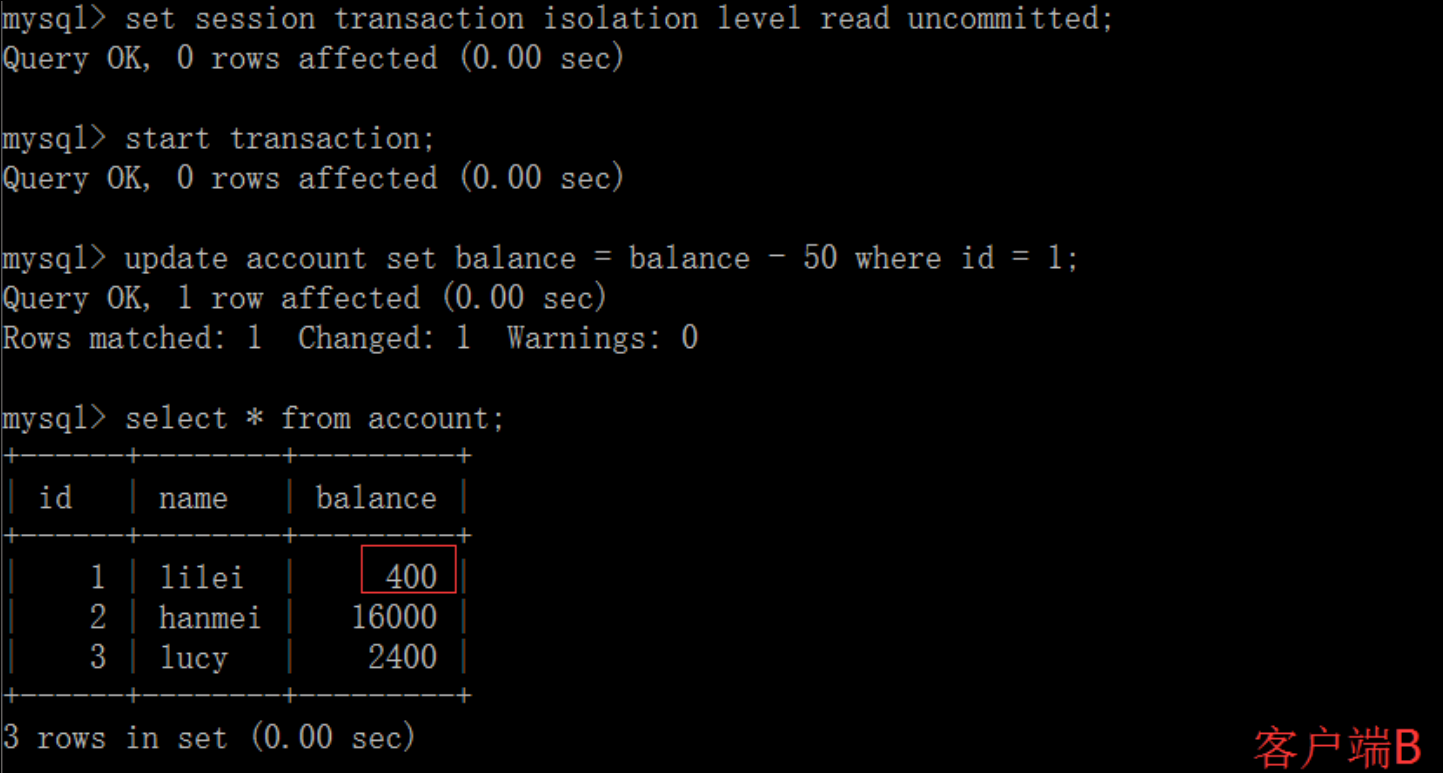 mysql> set session transaction isolation level read uncommitted;
Query OK, 0 rows affected (0.00 sec)
mysql> start transaction;
Query OK, 0 rows affected (0.00 sec)
mysql> update account set balance = balance - 50 where id = 1;
Query OK, 1 row affected (0.00 sec)
Rows matched: 1  Changed: 1  Warnings: 0
mysql> select * from account;
+------+--------+---------+
| id   | name   | balance |
+------+--------+---------+
|    1 | lilei  |     400 |
|    2 | hanmei |   16000 |
|    3 | lucy   |    2400 |
+------+--------+---------+
3 rows in set (0.00 sec)
客户端B